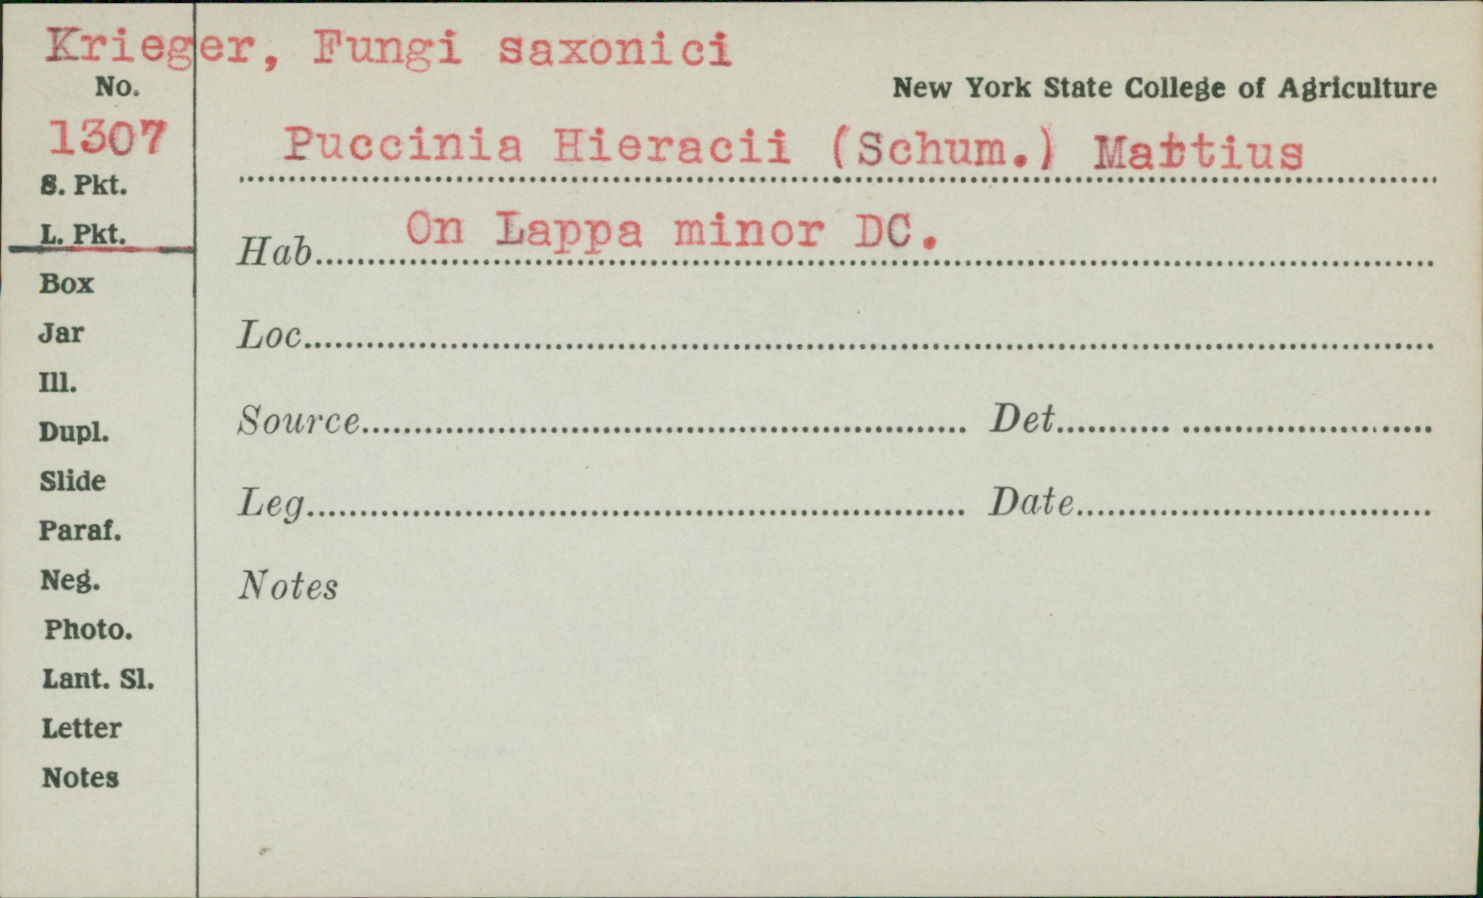 Krieger, Fungi saxonici
No.
New York State College of Agriculture
1307
Puccinia Hieracii (Schum.) Mattius
S. Pkt.
L. Pkt.
Hab. On Lappa minor DC.
Box
Jar
Loc.
Ill.
Dupl.
Source Det.
Slide
Leg. Date
Paraf.
Neg.
Notes
Photo.
Lant. Sl.
Letter
Notes